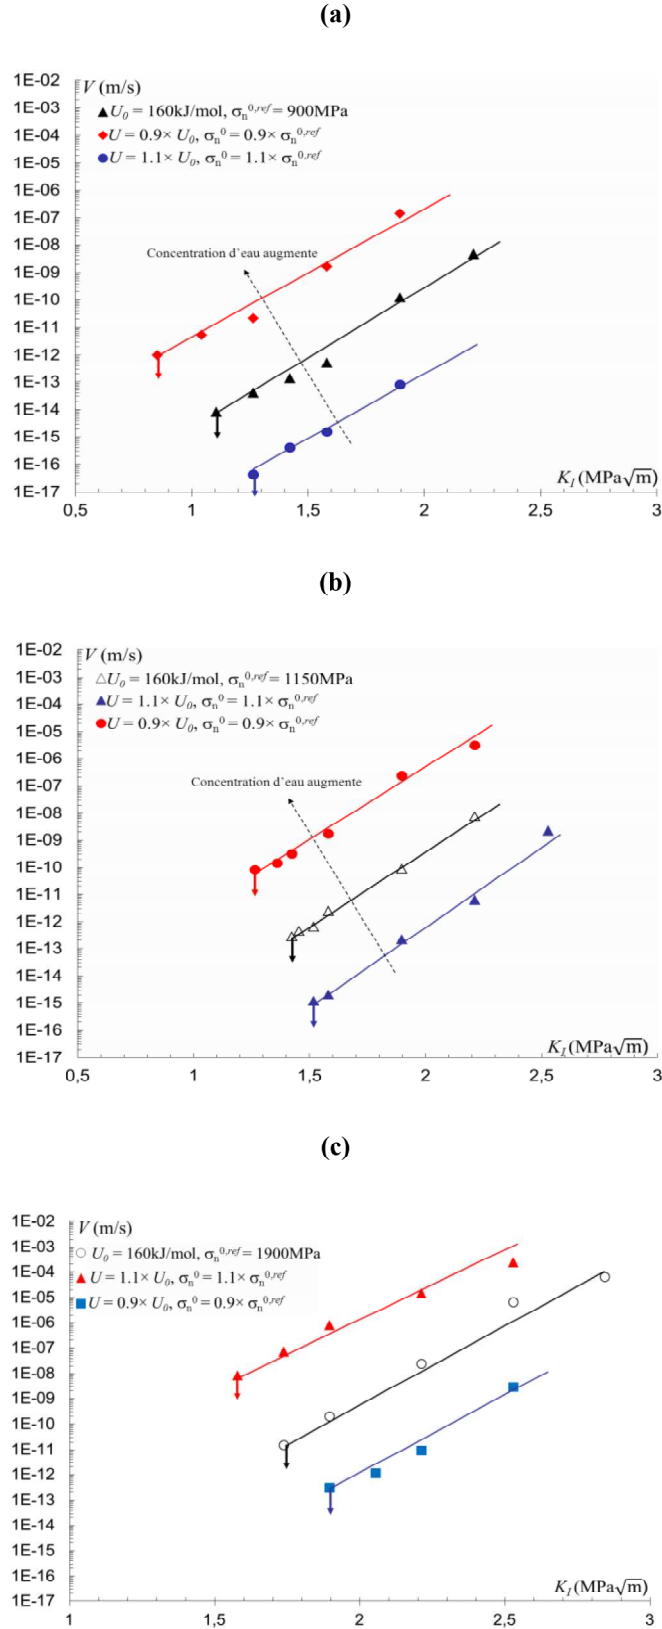 (a)
V (m/s)
U₀ = 160kJ/mol, σₙ⁰,ʳᵉᶠ = 900MPa
U = 0.9× U₀, σₙ⁰ = 0.9× σₙ⁰,ʳᵉᶠ
U = 1.1× U₀, σₙ⁰ = 1.1× σₙ⁰,ʳᵉᶠ
Concentration d'eau augmente
1E-02
1E-03
1E-04
1E-05
1E-06
1E-07
1E-08
1E-09
1E-10
1E-11
1E-12
1E-13
1E-14
1E-15
1E-16
1E-17
K_I (MPa√m)
0,5 1 1,5 2 2,5 3
(b)
V (m/s)
U₀ = 160kJ/mol, σₙ⁰,ʳᵉᶠ = 1150MPa
U = 1.1× U₀, σₙ⁰ = 1.1× σₙ⁰,ʳᵉᶠ
U = 0.9× U₀, σₙ⁰ = 0.9× σₙ⁰,ʳᵉᶠ
Concentration d'eau augmente
1E-02
1E-03
1E-04
1E-05
1E-06
1E-07
1E-08
1E-09
1E-10
1E-11
1E-12
1E-13
1E-14
1E-15
1E-16
1E-17
K_I (MPa√m)
0,5 1 1,5 2 2,5 3
(c)
V (m/s)
U₀ = 160kJ/mol, σₙ⁰,ʳᵉᶠ = 1900MPa
U = 1.1× U₀, σₙ⁰ = 1.1× σₙ⁰,ʳᵉᶠ
U = 0.9× U₀, σₙ⁰ = 0.9× σₙ⁰,ʳᵉᶠ
1E-02
1E-03
1E-04
1E-05
1E-06
1E-07
1E-08
1E-09
1E-10
1E-11
1E-12
1E-13
1E-14
1E-15
1E-16
1E-17
K_I (MPa√m)
1 1,5 2 2,5 3